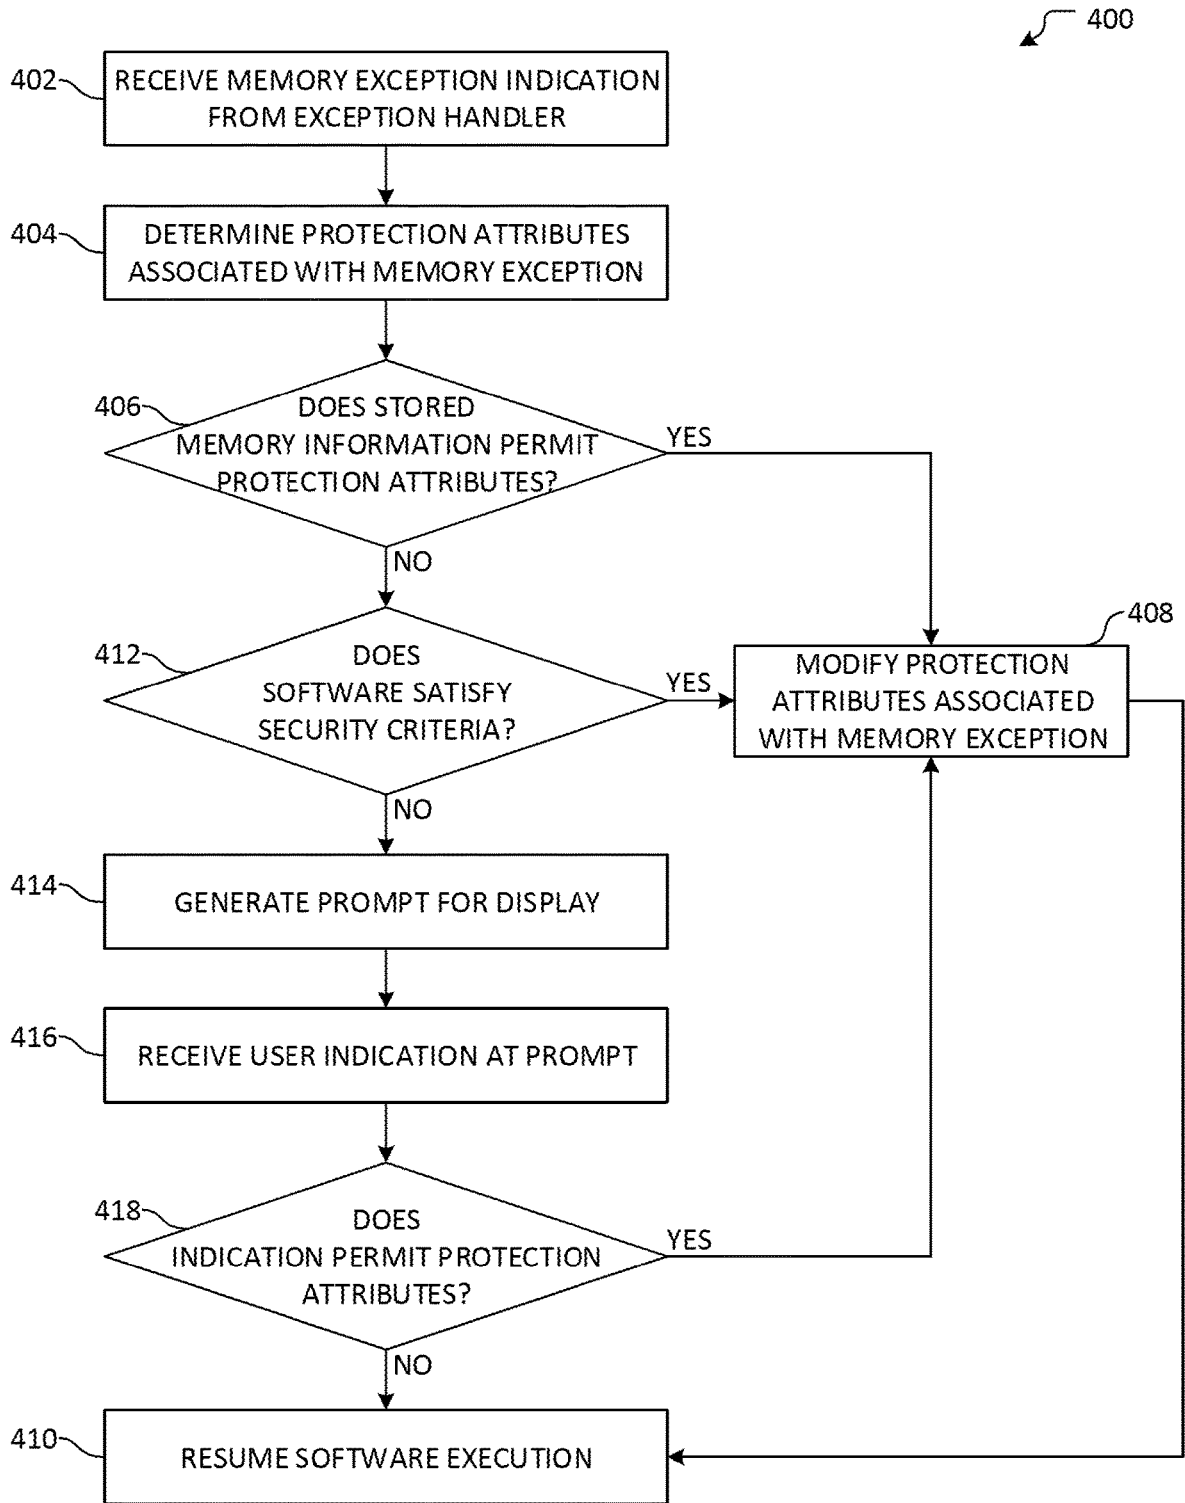 400
402
RECEIVE MEMORY EXCEPTION INDICATION
FROM EXCEPTION HANDLER
404
DETERMINE PROTECTION ATTRIBUTES
ASSOCIATED WITH MEMORY EXCEPTION
406
DOES STORED
MEMORY INFORMATION PERMIT
PROTECTION ATTRIBUTES?
YES
NO
412
DOES
SOFTWARE SATISFY
SECURITY CRITERIA?
YES
NO
408
MODIFY PROTECTION
ATTRIBUTES ASSOCIATED
WITH MEMORY EXCEPTION
414
GENERATE PROMPT FOR DISPLAY
416
RECEIVE USER INDICATION AT PROMPT
418
DOES
INDICATION PERMIT PROTECTION
ATTRIBUTES?
YES
NO
410
RESUME SOFTWARE EXECUTION